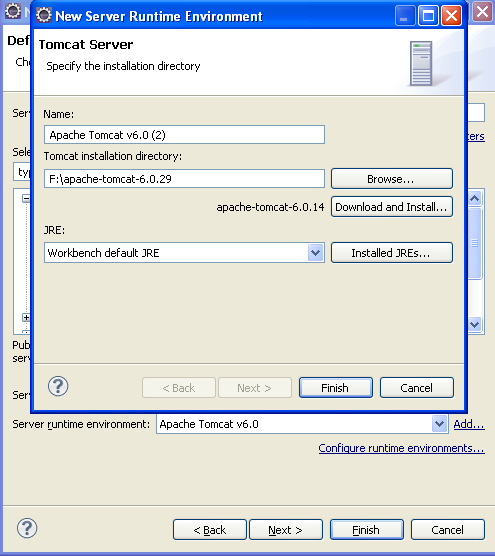 N
New Server Runtime Environment
Def
Tomcat Server
Che
Specify the installation directory
Name:
Serv
Apache Tomcat v6.0 (2)
ters
Tomcat installation directory:
Sele
typ
F:\apache-tomcat-6.0.29
Browse...
apache-tomcat-6.0.14
Download and Install...
JRE:
Workbench default JRE
Installed JREs...
Pub
serv
?
< Back
Next >
Finish
Cancel
Ser
Server runtime environment:
Apache Tomcat v6.0
Add...
Configure runtime environments...
?
< Back
Next >
Finish
Cancel